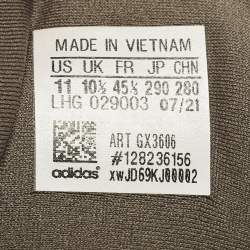 MADE IN VIETNAM
US UK FR JP CHN
11 10½ 45⅓ 290 280
LHG 029003 07/21
ART GX3606
#128236156
adidas xwJD69KJ00002